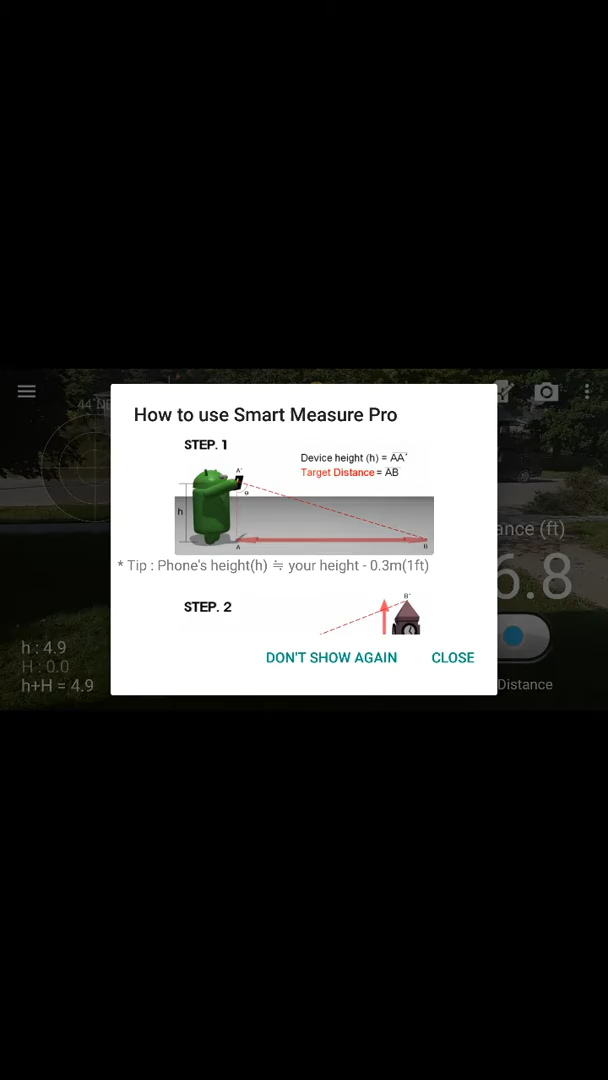 How to use Smart Measure Pro
STEP. 1
Device height (h) = AA'
Target Distance = AB
A'
θ
h
A
B
* Tip : Phone's height(h) ≒ your height - 0.3m(1ft)
STEP. 2
B'
DON'T SHOW AGAIN
CLOSE
ance (ft)
6.8
h : 4.9
H : 0.0
h+H = 4.9
Distance